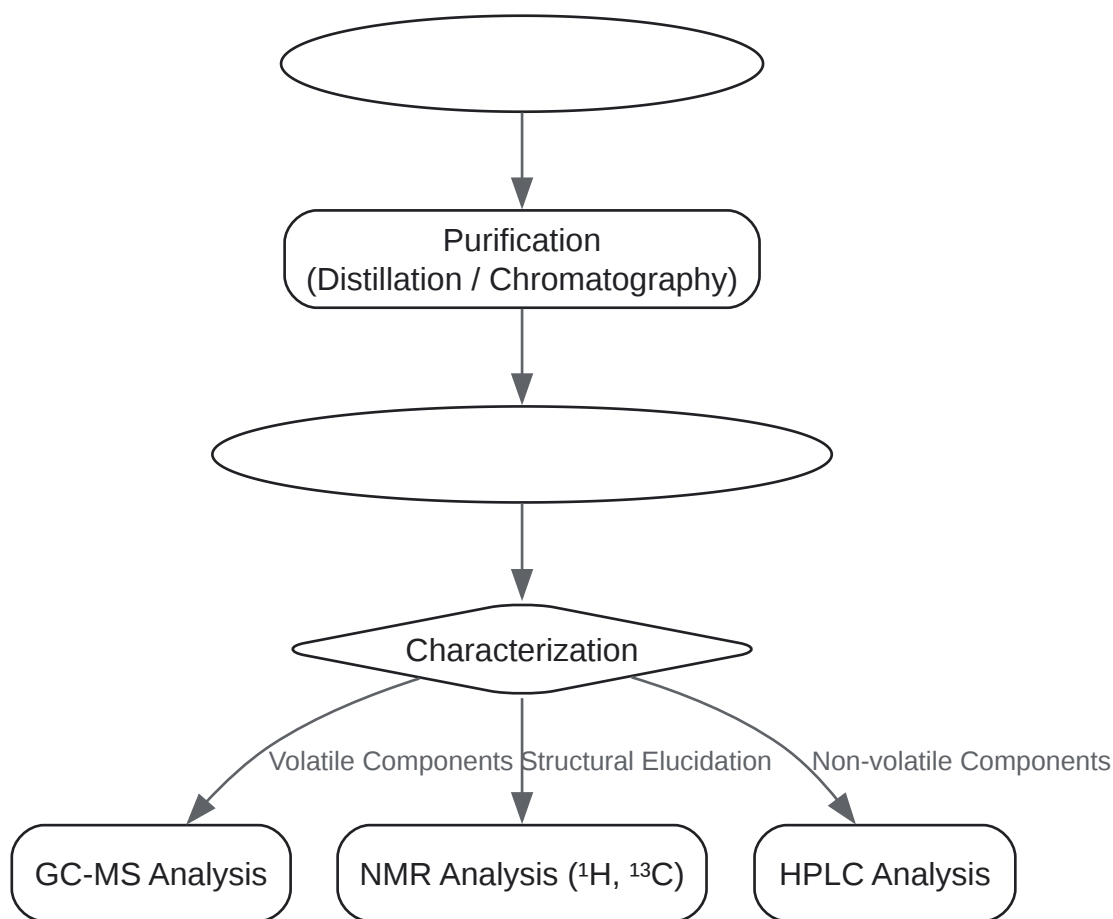 Purification
(Distillation / Chromatography)
Characterization
Volatile Components
Structural Elucidation
Non-volatile Components
GC-MS Analysis
NMR Analysis (¹H, ¹³C)
HPLC Analysis